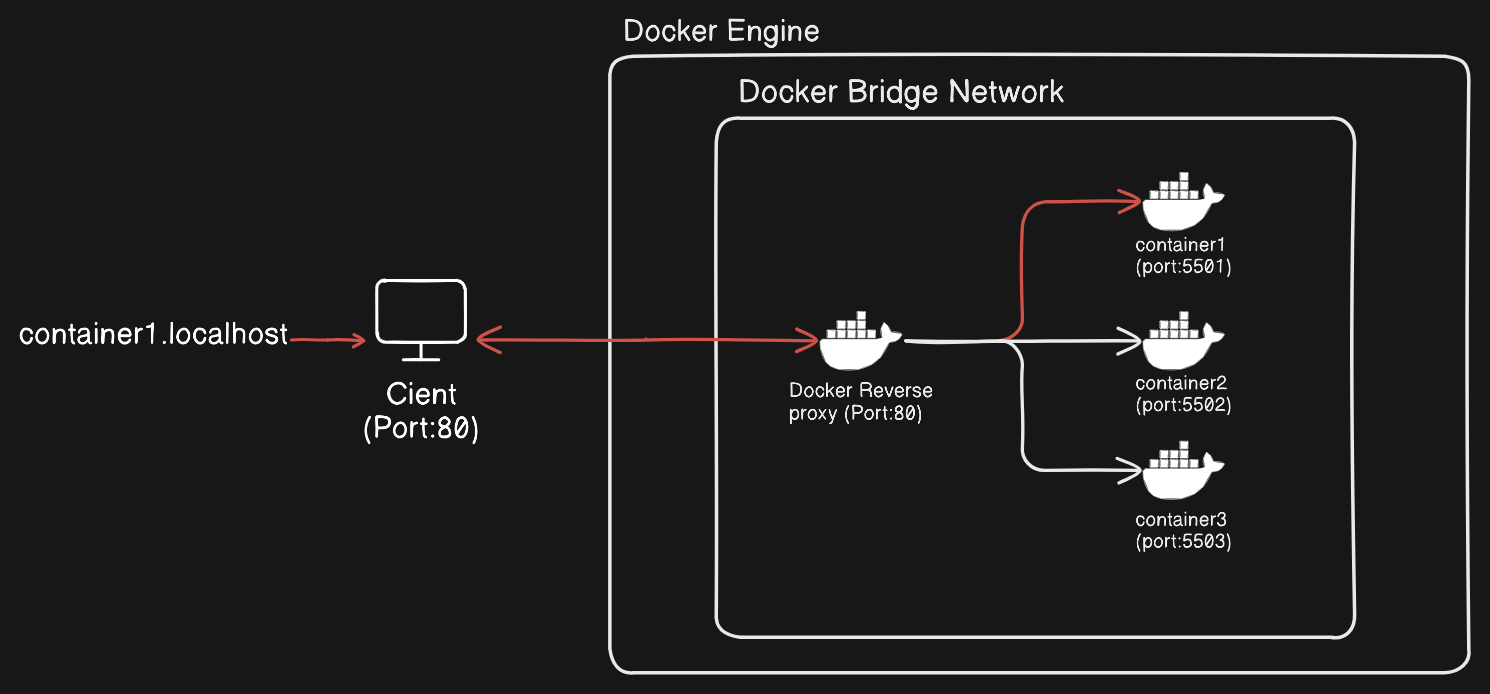 Docker Engine
Docker Bridge Network
container1
(port:5501)
container1.localhost
Cient
(Port:80)
Docker Reverse
proxy (Port:80)
container2
(port:5502)
container3
(port:5503)